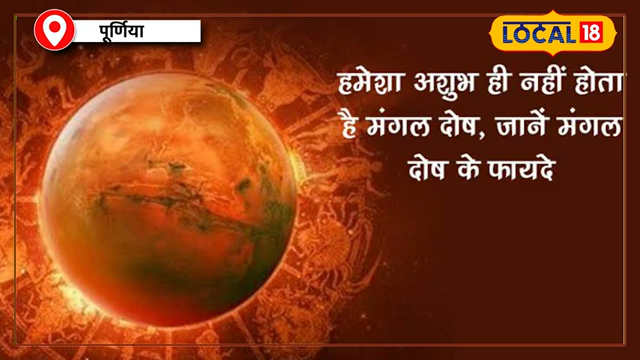 पूर्णिया
LOCAL 18
हमेशा अशुभ ही नहीं होता
है मंगल दोष, जानें मंगल
दोष के फायदे